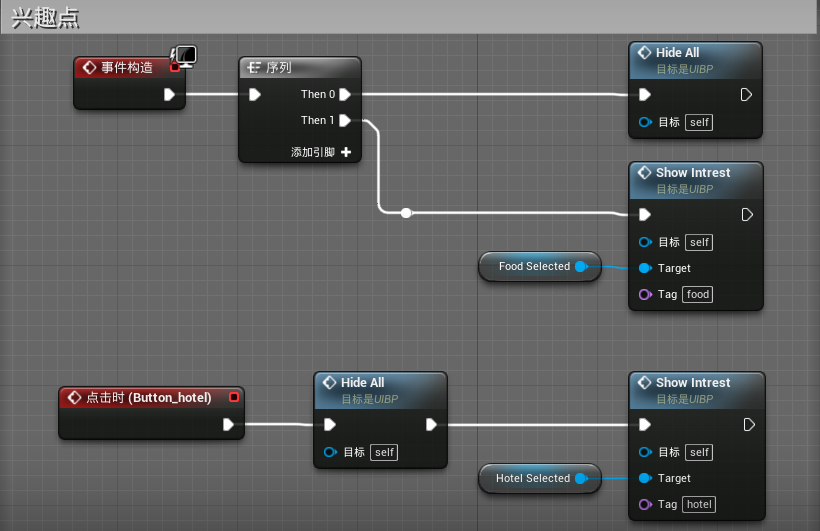 兴趣点
事件构造
序列
Then 0
Then 1
添加引脚
Hide All
目标是UIBP
目标 self
Show Intrest
目标是UIBP
目标 self
Food Selected
Target
Tag food
点击时 (Button_hotel)
Hide All
目标是UIBP
目标 self
Show Intrest
目标是UIBP
目标 self
Hotel Selected
Target
Tag hotel